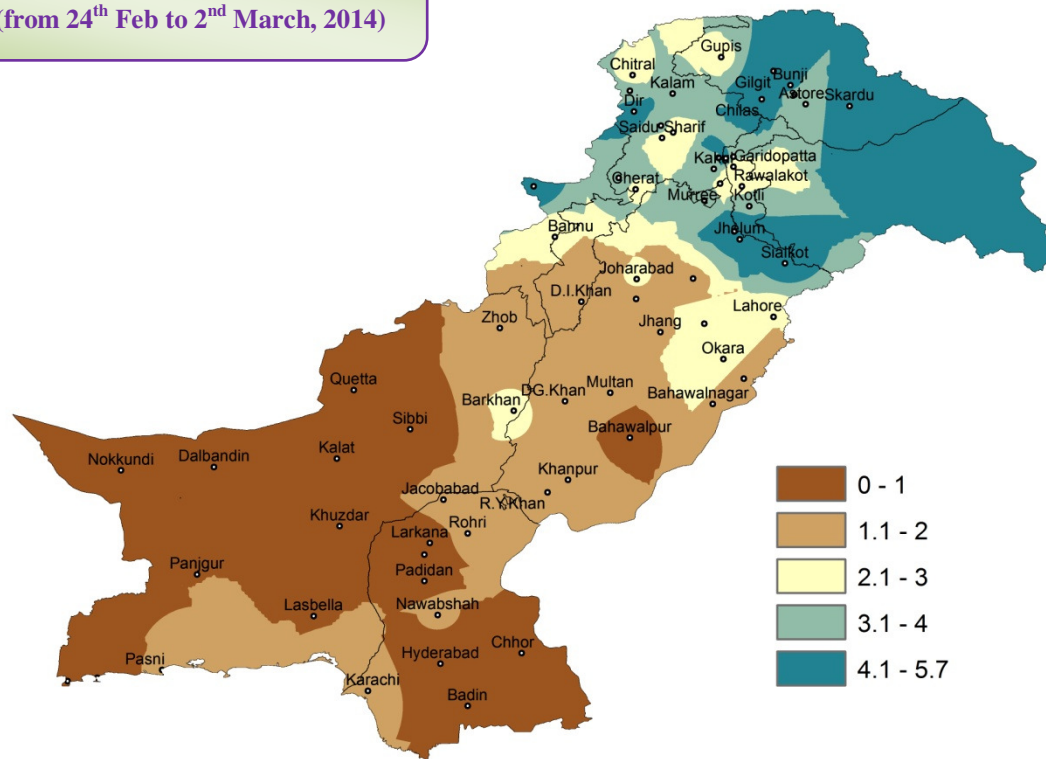 (from 24th Feb to 2nd March, 2014)
Gupis
Chitral
Bunji
Kalam
Gilgit
Astore Skardu
Dir
Chilas
Saidu Sharif
Garidopatta
Rawalakot
Cherat
Murree
Kotli
Bannu
Jhelum
Sialkot
Joharabad
D.I.Khan
Lahore
Zhob
Jhang
Okara
Quetta
DG.Khan
Multan
Barkhan
Bahawalnagar
Sibbi
Bahawalpur
Kalat
Nokkundi
Dalbandin
Khanpur
Jacobabad
R.Y.Khan
Khuzdar
Rohri
Larkana
Panjgur
Padidan
Lasbella
Nawabshah
Chhor
Pasni
Hyderabad
Karachi
Badin
0 - 1
1.1 - 2
2.1 - 3
3.1 - 4
4.1 - 5.7